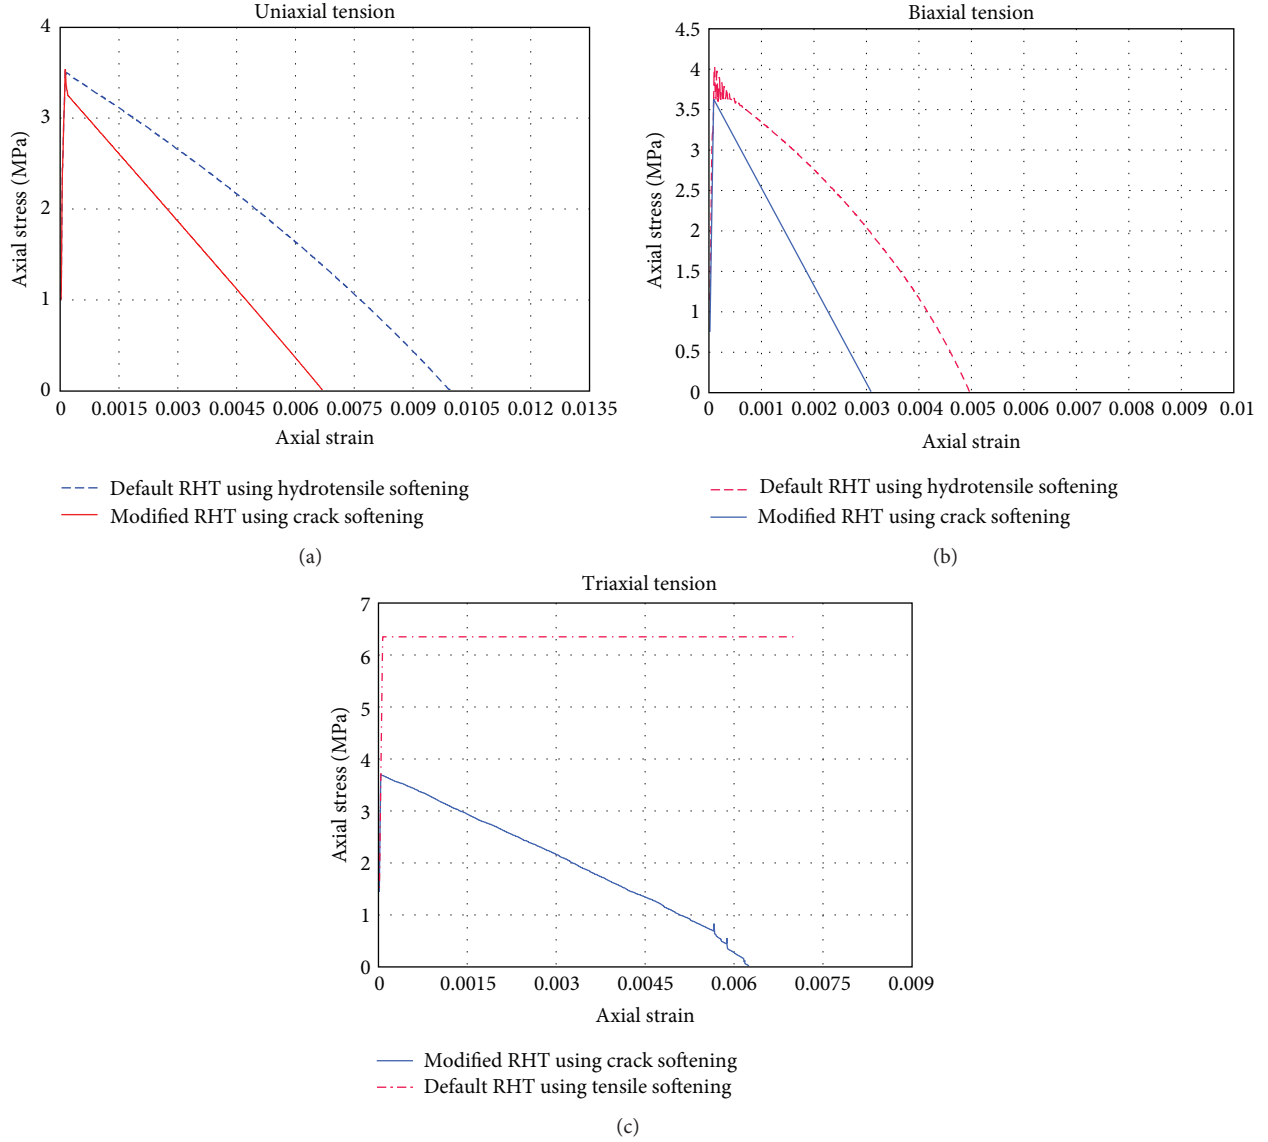 Uniaxial tension
4
3
2
1
0
Axial stress (MPa)
0 0.0015 0.003 0.0045 0.006 0.0075 0.009 0.0105 0.012 0.0135
Axial strain
Default RHT using hydrotensile softening
Modified RHT using crack softening
(a)
Biaxial tension
4.5
4
3.5
3
2.5
2
1.5
1
0.5
0
Axial stress (MPa)
0 0.001 0.002 0.003 0.004 0.005 0.006 0.007 0.008 0.009 0.01
Axial strain
Default RHT using hydrotensile softening
Modified RHT using crack softening
(b)
Triaxial tension
7
6
5
4
3
2
1
0
Axial stress (MPa)
0 0.0015 0.003 0.0045 0.006 0.0075 0.009
Axial strain
Modified RHT using crack softening
Default RHT using tensile softening
(c)